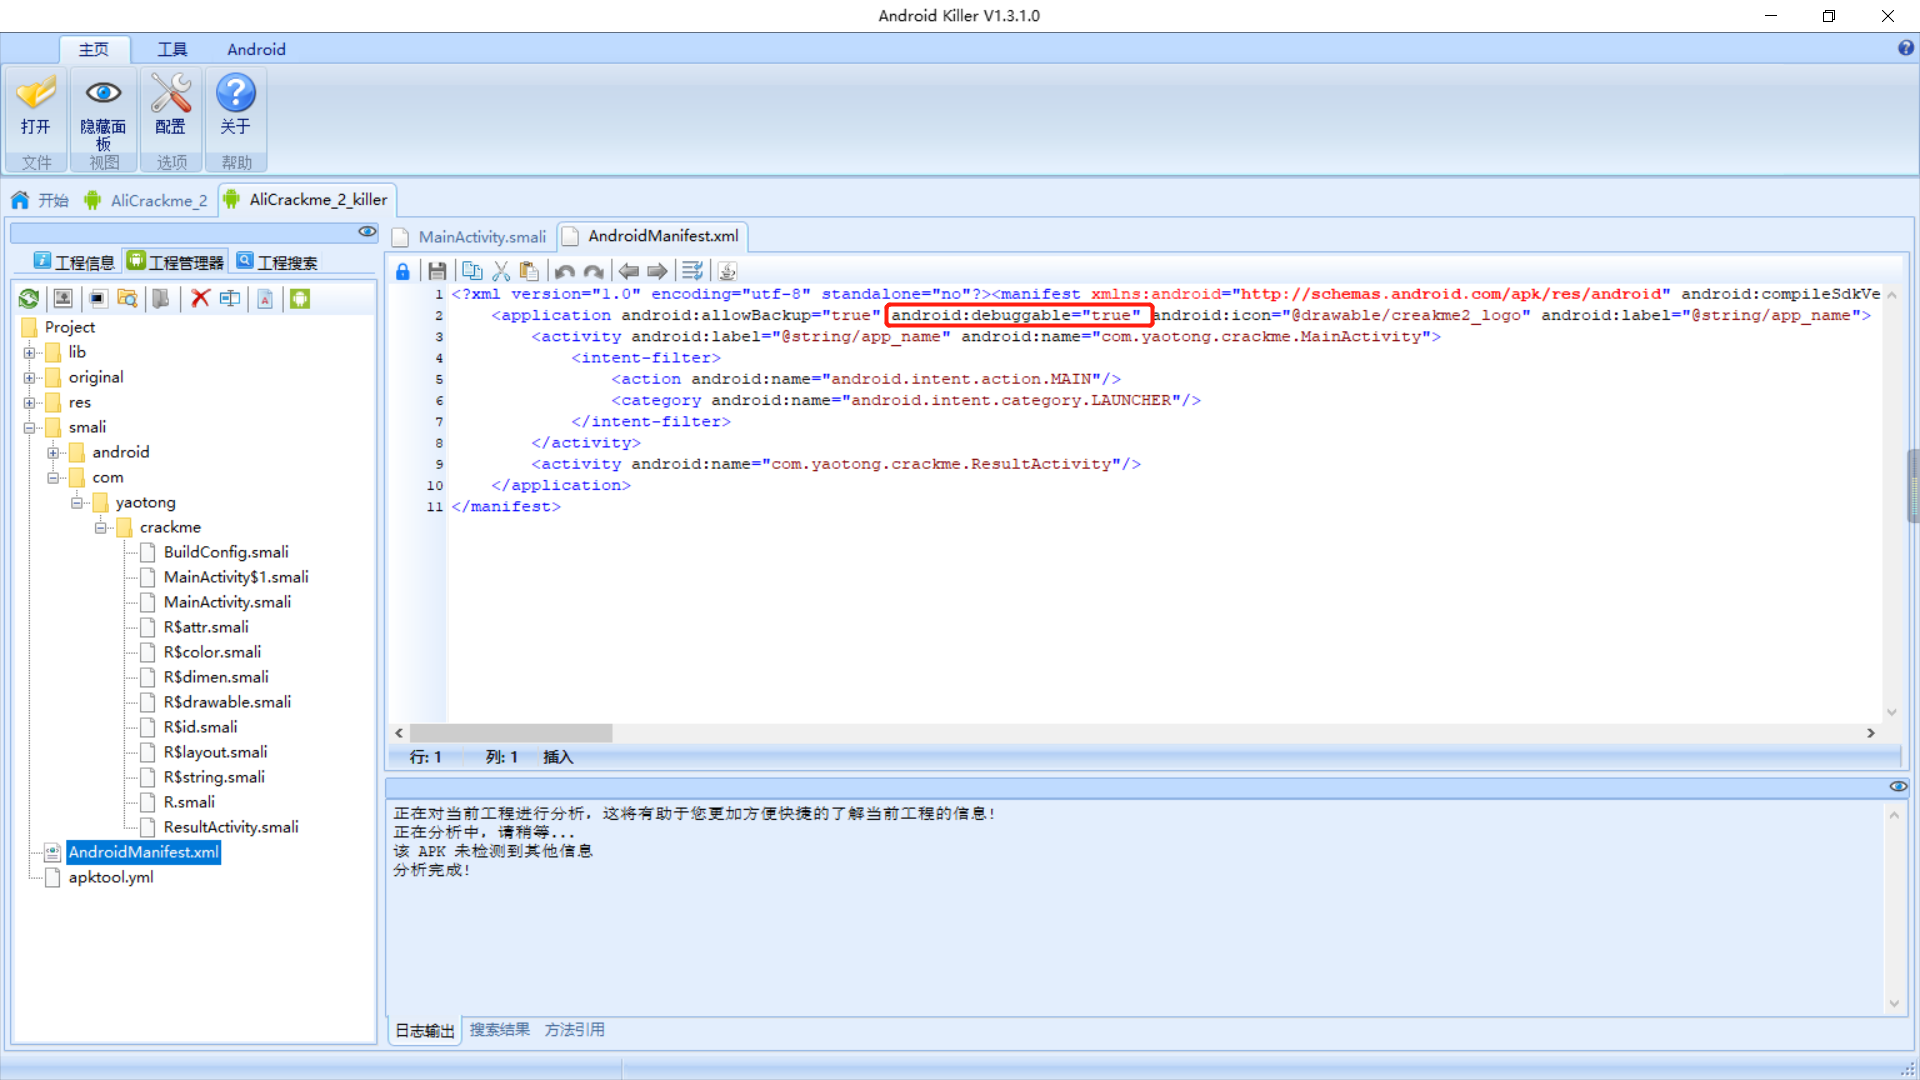 Android Killer V1.3.1.0
主页 工具 Android
打开 隐藏面板 配置 关于
文件 视图 选项 帮助
开始 AliCrackme_2 AliCrackme_2_killer
工程信息 工程管理器 工程搜索
Project
lib
original
res
smali
android
com
yaotong
crackme
BuildConfig.smali
MainActivity$1.smali
MainActivity.smali
R$attr.smali
R$color.smali
R$dimen.smali
R$drawable.smali
R$id.smali
R$layout.smali
R$string.smali
R.smali
ResultActivity.smali
AndroidManifest.xml
apktool.yml
MainActivity.smali AndroidManifest.xml
1 <?xml version="1.0" encoding="utf-8" standalone="no"?><manifest xmlns:android="http://schemas.android.com/apk/res/android" android:compileSdkVe
2 <application android:allowBackup="true" android:debuggable="true" android:icon="@drawable/creakme2_logo" android:label="@string/app_name">
3 <activity android:label="@string/app_name" android:name="com.yaotong.crackme.MainActivity">
4 <intent-filter>
5 <action android:name="android.intent.action.MAIN"/>
6 <category android:name="android.intent.category.LAUNCHER"/>
7 </intent-filter>
8 </activity>
9 <activity android:name="com.yaotong.crackme.ResultActivity"/>
10 </application>
11 </manifest>
行: 1 列: 1 插入
正在对当前工程进行分析，这将有助于您更加方便快捷的了解当前工程的信息!
正在分析中，请稍等...
该 APK 未检测到其他信息
分析完成!
日志输出 搜索结果 方法引用